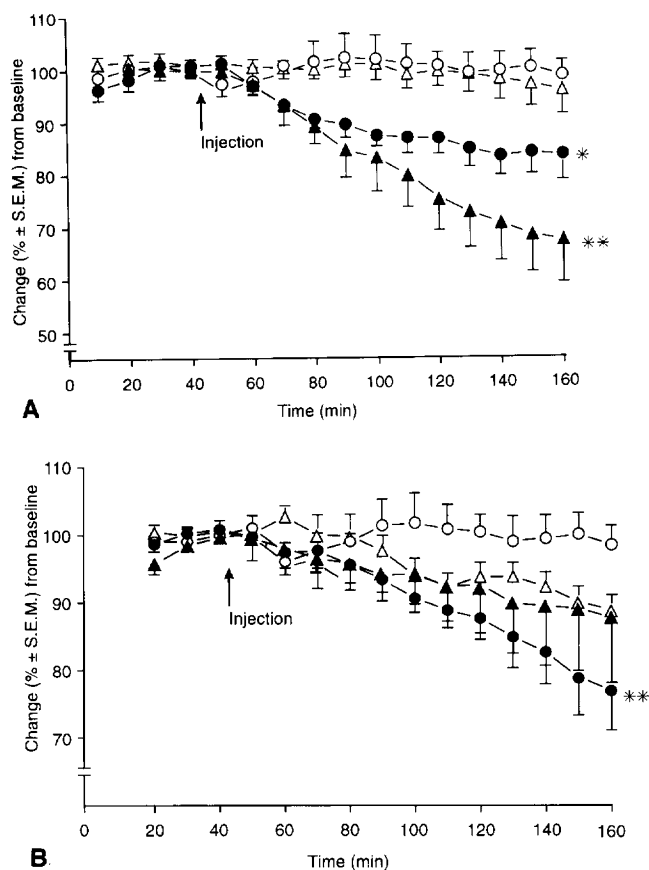 110
100
90
80
70
60
50
Change (% ± S.E.M.) from baseline
Injection
*
**
0 20 40 60 80 100 120 140 160
Time (min)
A
110
100
90
80
70
Change (% ± S.E.M.) from baseline
Injection
**
0 20 40 60 80 100 120 140 160
Time (min)
B